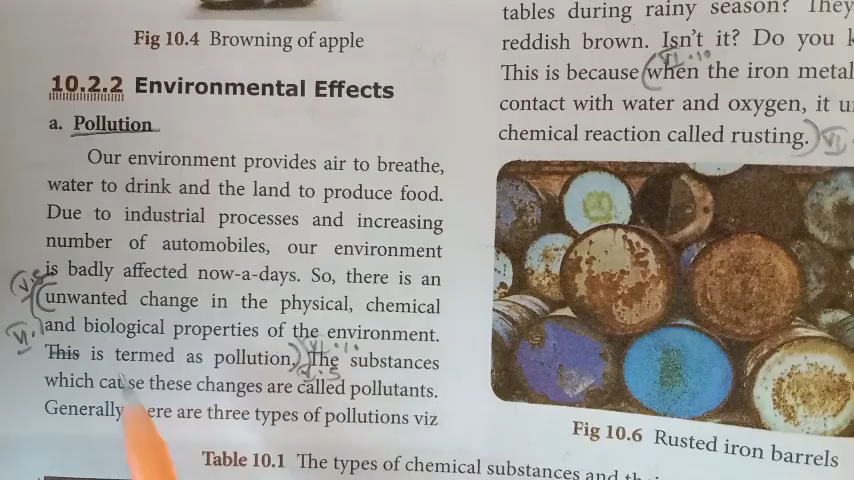 Fig 10.4 Browning of apple
10.2.2 Environmental Effects
a. Pollution
Our environment provides air to breathe,
water to drink and the land to produce food.
Due to industrial processes and increasing
number of automobiles, our environment
is badly affected now-a-days. So, there is an
unwanted change in the physical, chemical
and biological properties of the environment.
This is termed as pollution. The substances
which cause these changes are called pollutants.
Generally ere are three types of pollutions viz
tables during rainy season? They
reddish brown. Isn't it? Do you k
This is because when the iron metal
contact with water and oxygen, it u
chemical reaction called rusting.
Fig 10.6 Rusted iron barrels
Table 10.1 The types of chemical substances and